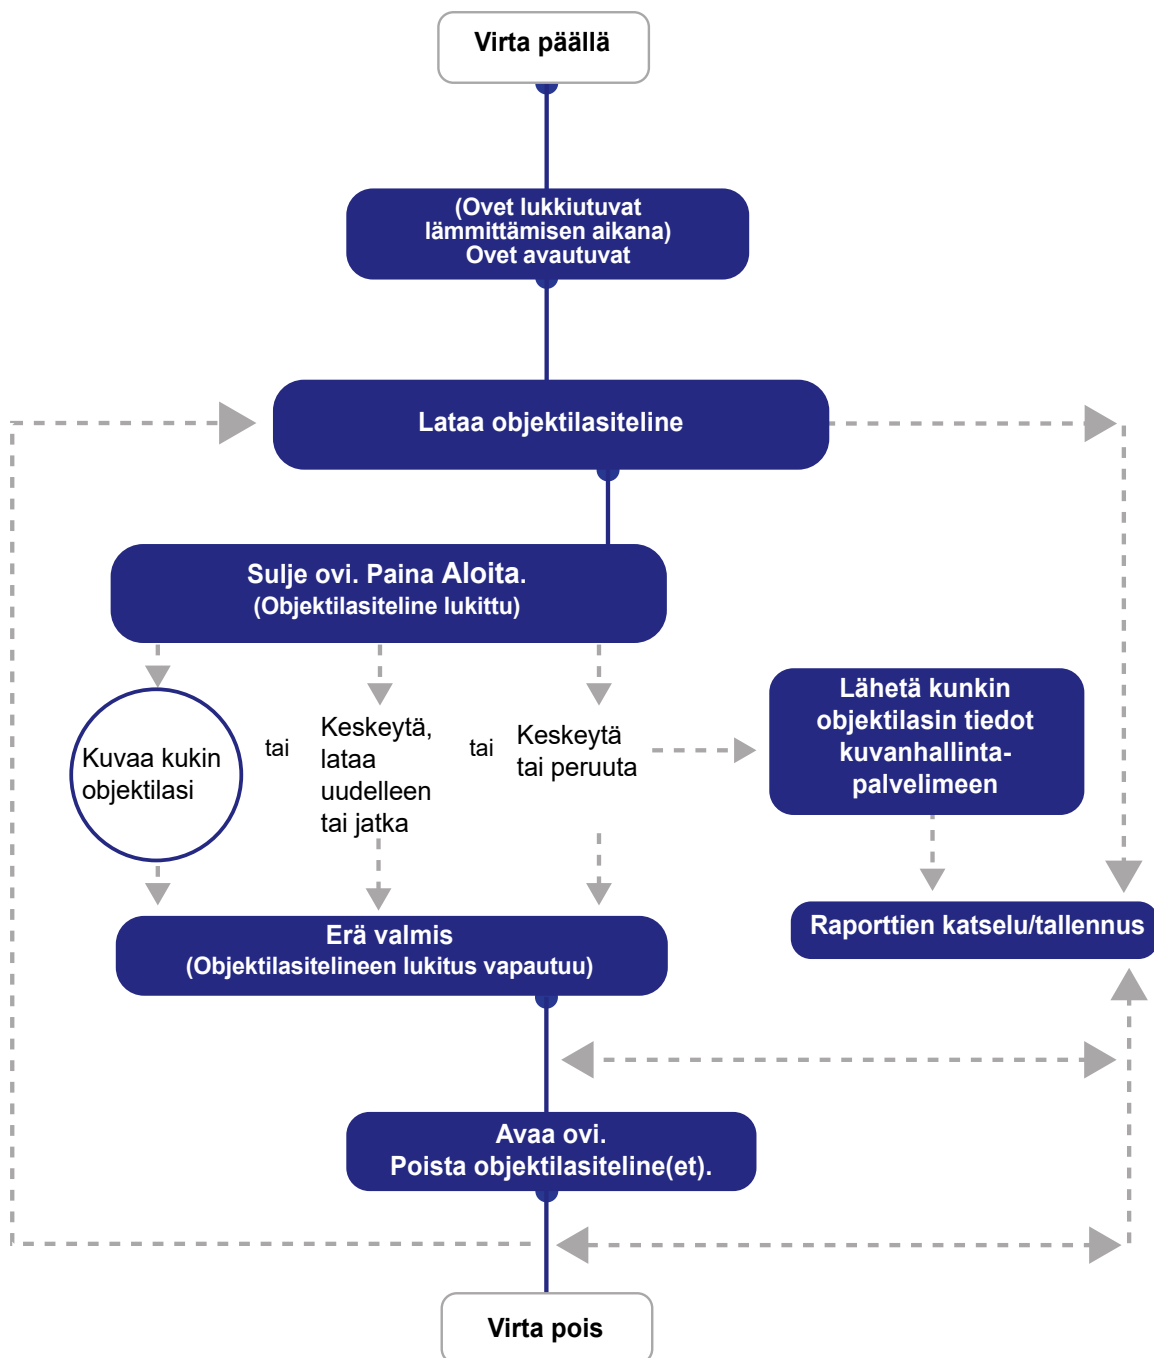 Virta päällä
(Ovet lukkiutuvat
lämmittämisen aikana)
Ovet avautuvat
Lataa objektilasiteline
Sulje ovi. Paina Aloita.
(Objektilasiteline lukittu)
Kuvaa kukin
objektilasi
tai
Keskeytä,
lataa
uudelleen
tai jatka
tai
Keskeytä
tai peruuta
Lähetä kunkin
objektilasin tiedot
kuvanhallinta-
palvelimeen
Raporttien katselu/tallennus
Erä valmis
(Objektilasitelineen lukitus vapautuu)
Avaa ovi.
Poista objektilasiteline(et).
Virta pois